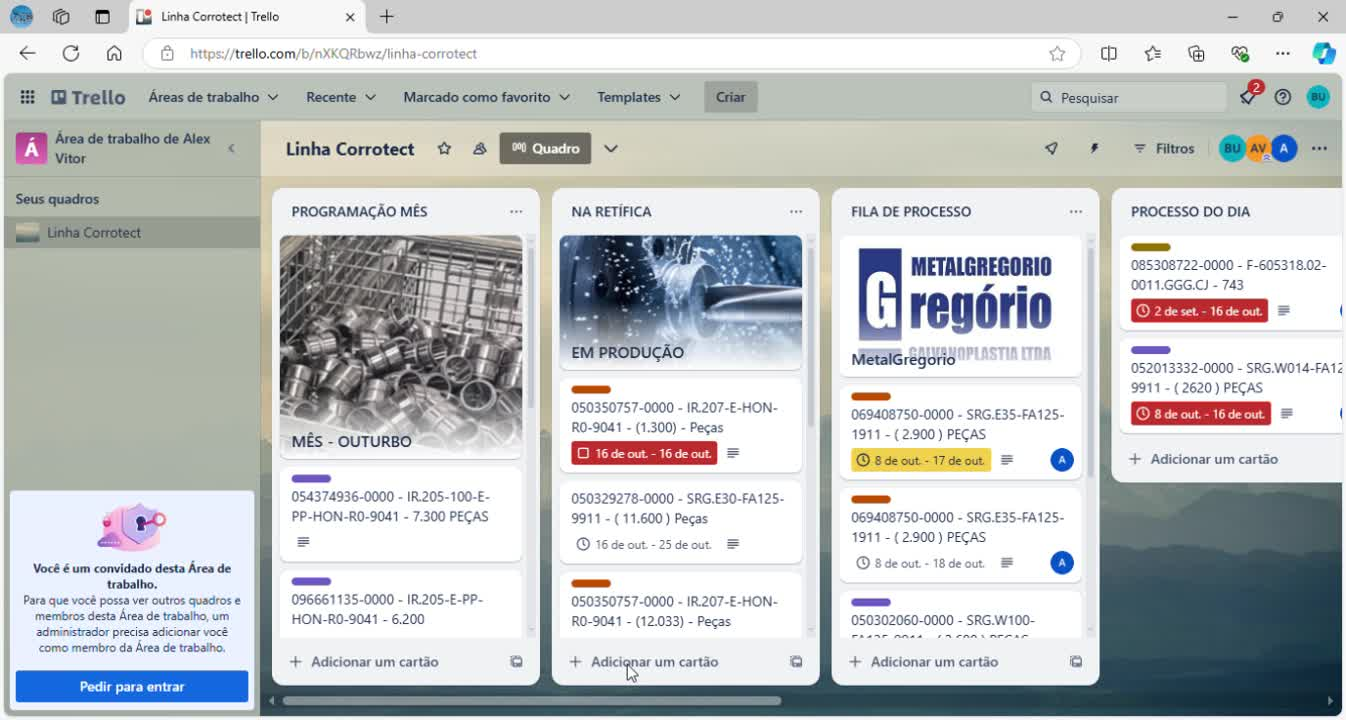 Linha Corrotect | Trello
https://trello.com/b/nXKQRbwz/linha-corrotect
Trello
Áreas de trabalho
Recente
Marcado como favorito
Templates
Criar
Pesquisar
2
BU
Á
Área de trabalho de Alex
Vitor
Linha Corrotect
Quadro
Filtros
BU
AV
A
Seus quadros
Linha Corrotect
Você é um convidado desta Área de
trabalho.
Para que você possa ver outros quadros e
membros desta Área de trabalho, um
administrador precisa adicionar você
como membro da Área de trabalho.
Pedir para entrar
PROGRAMAÇÃO MÊS
MÊS - OUTURBO
054374936-0000 - IR.205-100-E-
PP-HON-R0-9041 - 7.300 PEÇAS
096661135-0000 - IR.205-E-PP-
HON-R0-9041 - 6.200
Adicionar um cartão
NA RETÍFICA
EM PRODUÇÃO
050350757-0000 - IR.207-E-HON-
R0-9041 - (1.300) - Peças
16 de out. - 16 de out.
050329278-0000 - SRG.E30-FA125-
9911 - ( 11.600 ) Peças
16 de out. - 25 de out.
050350757-0000 - IR.207-E-HON-
R0-9041 - (12.033) - Peças
Adicionar um cartão
FILA DE PROCESSO
METALGREGORIO
Gregório
GALVANOPLASTIA LTDA
MetalGregorio
069408750-0000 - SRG.E35-FA125-
1911 - ( 2.900 ) PEÇAS
8 de out. - 17 de out.
A
069408750-0000 - SRG.E35-FA125-
1911 - ( 2.900 ) PEÇAS
8 de out. - 18 de out.
A
050302060-0000 - SRG.W100-
FA125-9911 - ( 2.600 ) PEÇAS
Adicionar um cartão
PROCESSO DO DIA
085308722-0000 - F-605318.02-
0011.GGG.CJ - 743
2 de set. - 16 de out.
052013332-0000 - SRG.W014-FA12
9911 - ( 2620 ) PEÇAS
8 de out. - 16 de out.
Adicionar um cartão